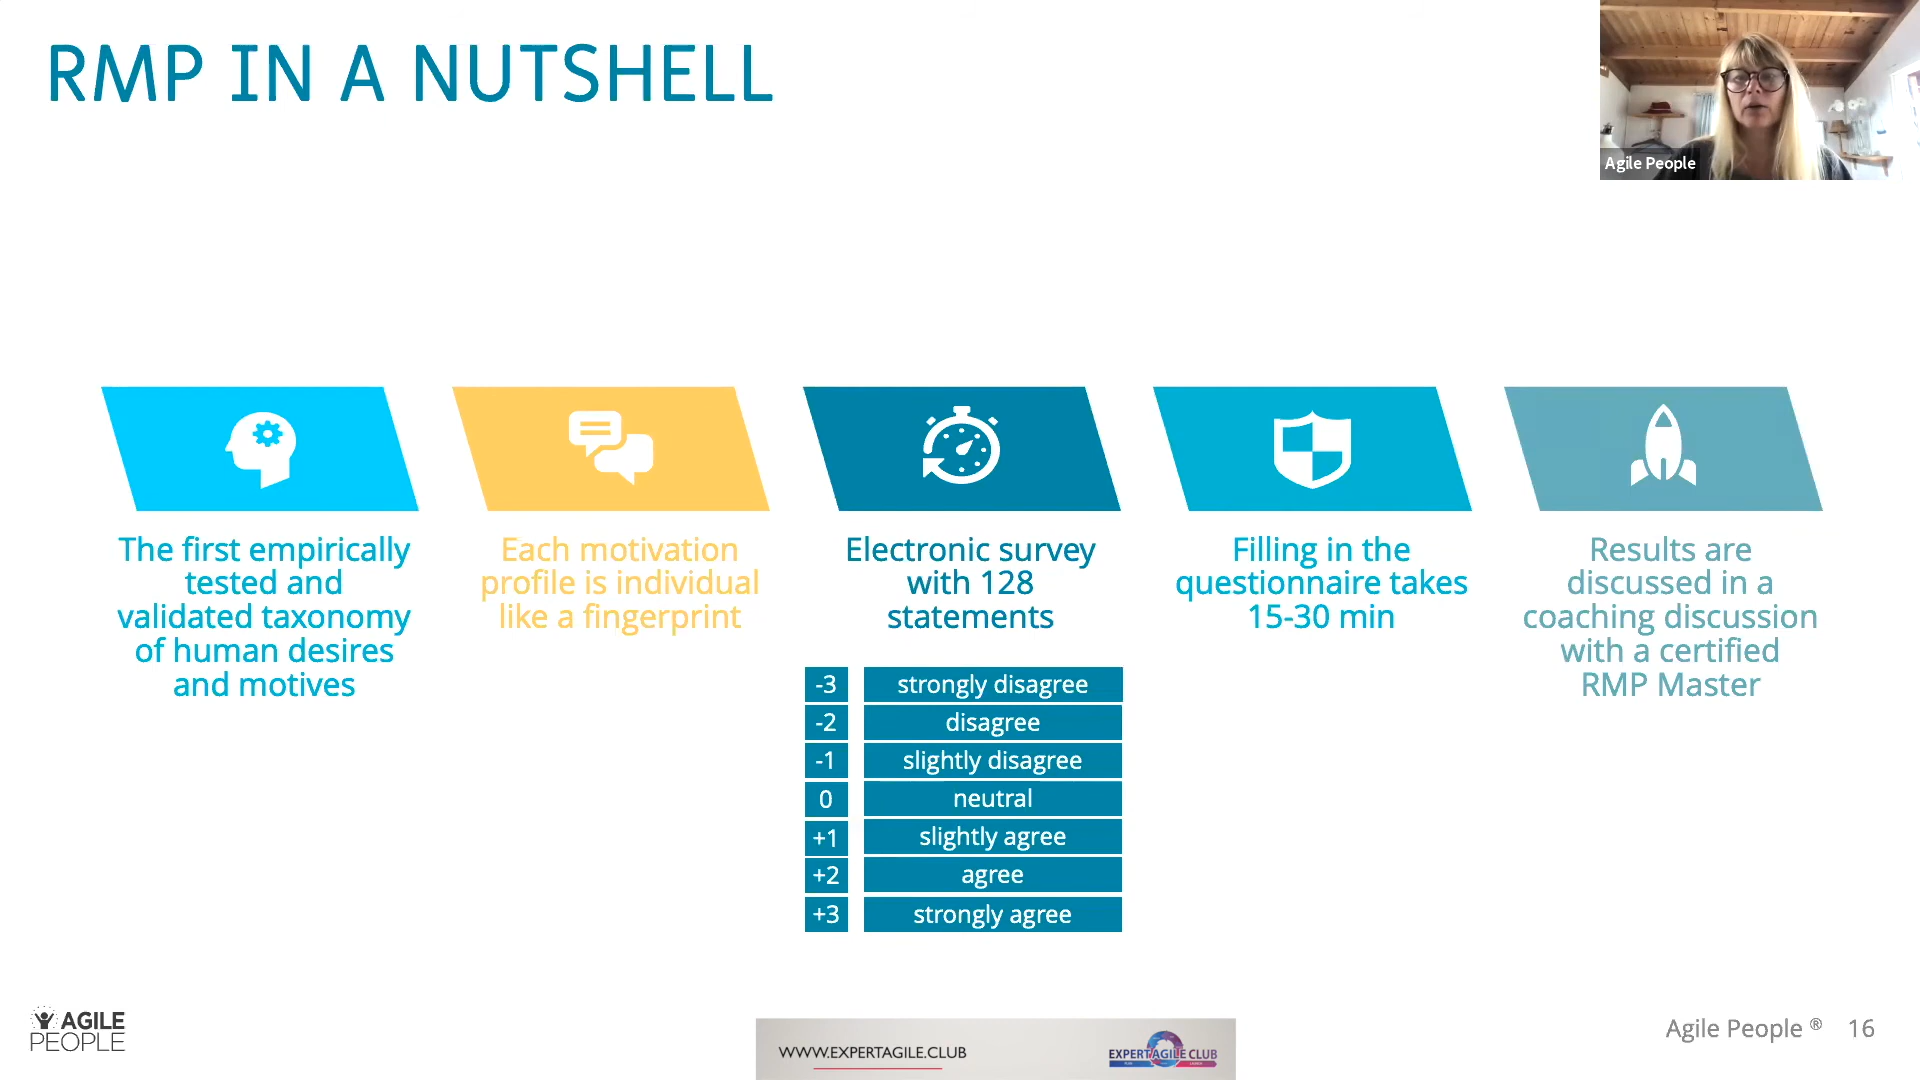 RMP IN A NUTSHELL
Agile People
The first empirically
tested and
validated taxonomy
of human desires
and motives
Each motivation
profile is individual
like a fingerprint
Electronic survey
with 128
statements
-3 strongly disagree
-2 disagree
-1 slightly disagree
0 neutral
+1 slightly agree
+2 agree
+3 strongly agree
Filling in the
questionnaire takes
15-30 min
Results are
discussed in a
coaching discussion
with a certified
RMP Master
AGILE
PEOPLE
WWW.EXPERTAGILE.CLUB
EXPERT AGILE CLUB
Agile People ® 16